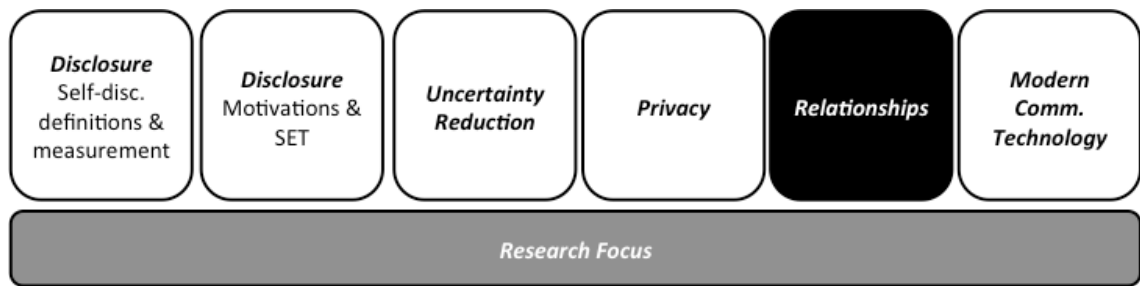 Disclosure
Self-disc.
definitions &
measurement
Disclosure
Motivations &
SET
Uncertainty
Reduction
Privacy
Relationships
Modern
Comm.
Technology
Research Focus